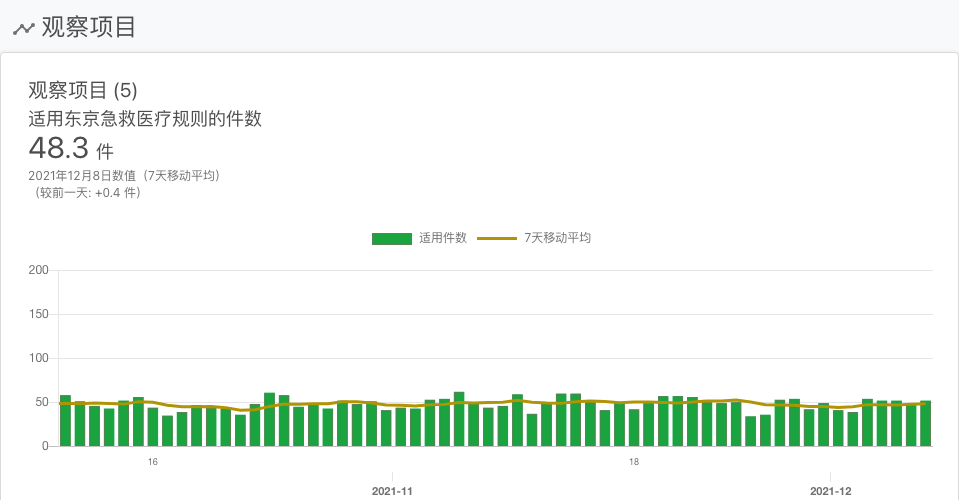 观察项目
观察项目 (5)
适用东京急救医疗规则的件数
48.3 件
2021年12月8日数值（7天移动平均）
（较前一天: +0.4 件）
适用件数 7天移动平均
200
150
100
50
0
16 18
2021-11 2021-12